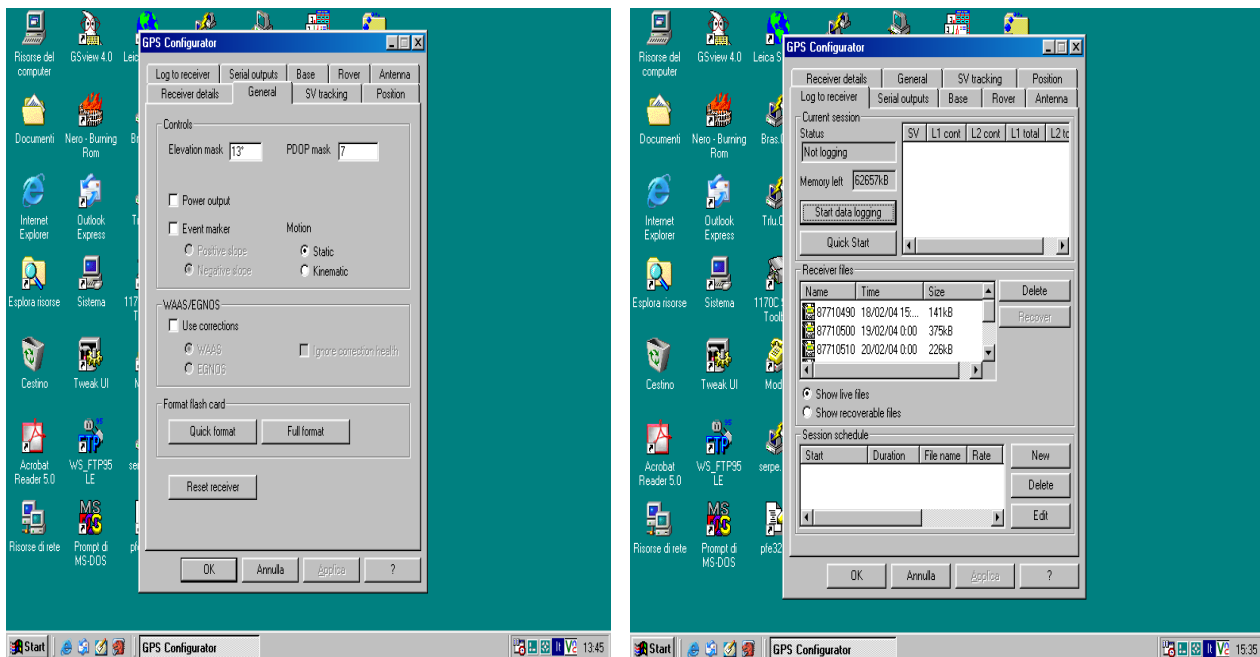 Risorse del
computer
GSview 4.0
Documenti
Nero - Burning
Rom
Internet
Explorer
Outlook
Express
Esplora risorse
Sistema
Cestino
Tweak UI
Acrobat
Reader 5.0
WS_FTP95
LE
Risorse di rete
Prompt di
MS-DOS
GPS Configurator
Log to receiver
Serial outputs
Base
Rover
Antenna
Receiver details
General
SV tracking
Position
Controls
Elevation mask 13°
PDOP mask 7
Power output
Event marker
Positive slope
Negative slope
Motion
Static
Kinematic
WAAS/EGNOS
Use corrections
WAAS
EGNOS
Ignore correction health
Format flash card
Quick format
Full format
Reset receiver
OK
Annulla
Applica
?
Start
GPS Configurator
13:45
Risorse del
computer
GSview 4.0
Leica S
Documenti
Nero - Burning
Rom
Internet
Explorer
Outlook
Express
Esplora risorse
Sistema
Cestino
Tweak UI
Acrobat
Reader 5.0
WS_FTP95
LE
Risorse di rete
Prompt di
MS-DOS
GPS Configurator
Receiver details
General
SV tracking
Position
Log to receiver
Serial outputs
Base
Rover
Antenna
Current session
Status
Not logging
Memory left 62657kB
Start data logging
Quick Start
SV L1 cont L2 cont L1 total L2 tc
Receiver files
Name Time Size
87710490 18/02/04 15:... 141kB
87710500 19/02/04 0:00 375kB
87710510 20/02/04 0:00 226kB
Delete
Recover
Show live files
Show recoverable files
Session schedule
Start Duration File name Rate
New
Delete
Edit
OK
Annulla
Applica
?
Start
GPS Configurator
15:39